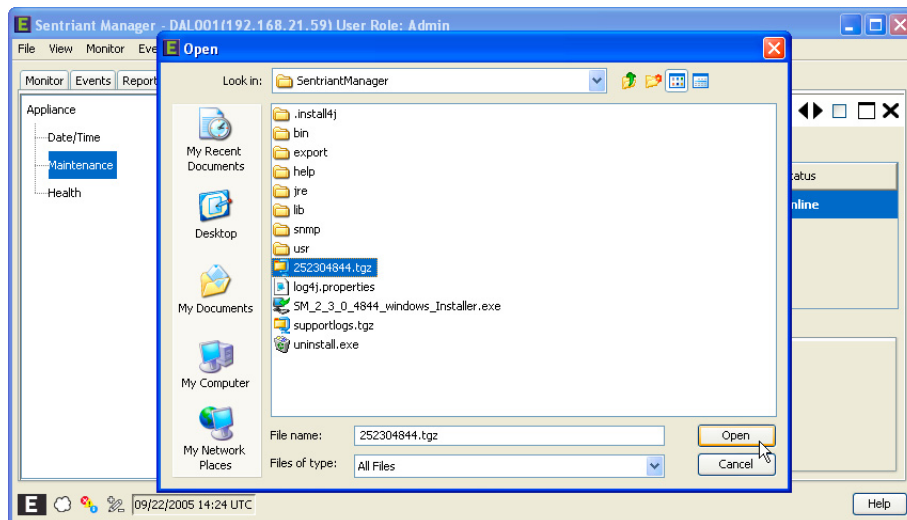 E Sentriant Manager - DAL001(192.168.21.59) User Role: Admin
File View Monitor Eve
E Open
Monitor Events Report
Look in: SentriantManager
Appliance
Date/Time
Maintenance
Health
My Recent Documents
Desktop
My Documents
My Computer
My Network Places
.install4j
bin
export
help
jre
lib
snmp
usr
252304844.tgz
log4j.properties
SM_2_3_0_4844_windows_Installer.exe
supportlogs.tgz
uninstall.exe
atus
nline
File name: 252304844.tgz Open
Files of type: All Files Cancel
E 09/22/2005 14:24 UTC Help